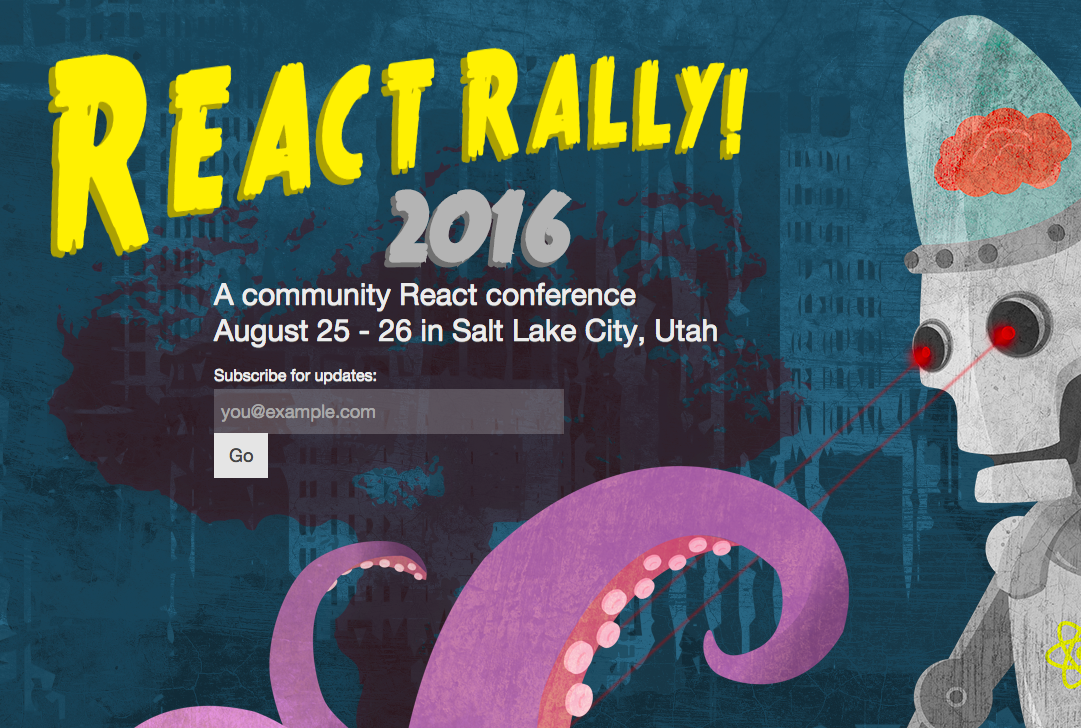 REACT RALLY!
2016
A community React conference
August 25 - 26 in Salt Lake City, Utah
Subscribe for updates:
you@example.com
Go